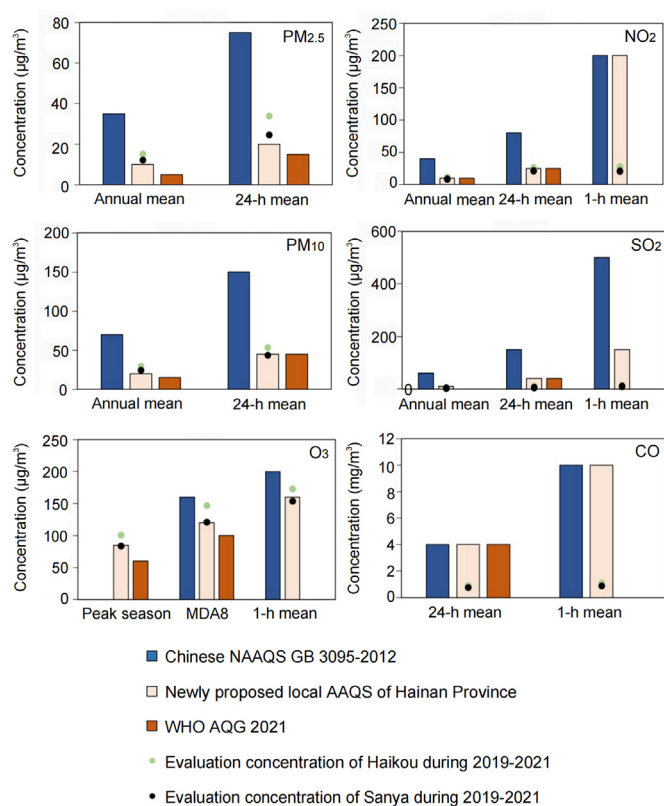 PM2.5
Concentration (µg/m³)
80
60
40
20
0
Annual mean
24-h mean
NO2
Concentration (µg/m³)
250
200
150
100
50
0
Annual mean
24-h mean
1-h mean
PM10
Concentration (µg/m³)
200
150
100
50
0
Annual mean
24-h mean
SO2
Concentration (µg/m³)
600
400
200
0
Annual mean
24-h mean
1-h mean
O3
Concentration (µg/m³)
250
200
150
100
50
0
Peak season
MDA8
1-h mean
CO
Concentration (mg/m³)
12
10
8
6
4
2
0
24-h mean
1-h mean
Chinese NAAQS GB 3095-2012
Newly proposed local AAQS of Hainan Province
WHO AQG 2021
Evaluation concentration of Haikou during 2019-2021
Evaluation concentration of Sanya during 2019-2021